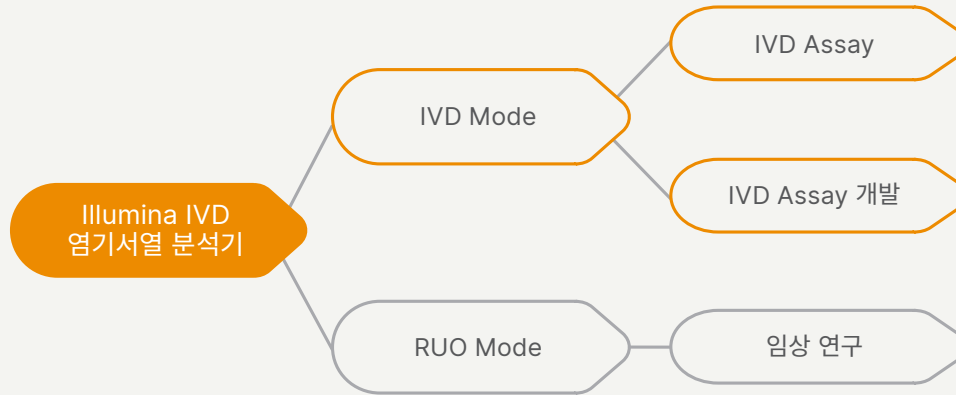 Illumina IVD
염기서열 분석기
IVD Mode
IVD Assay
IVD Assay 개발
RUO Mode
임상 연구